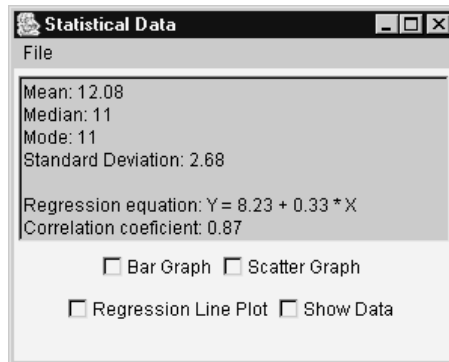 Statistical Data
File
Mean: 12.08
Median: 11
Mode: 11
Standard Deviation: 2.68
Regression equation: Y = 8.23 + 0.33 * X
Correlation coeficient: 0.87
Bar Graph Scatter Graph
Regression Line Plot Show Data